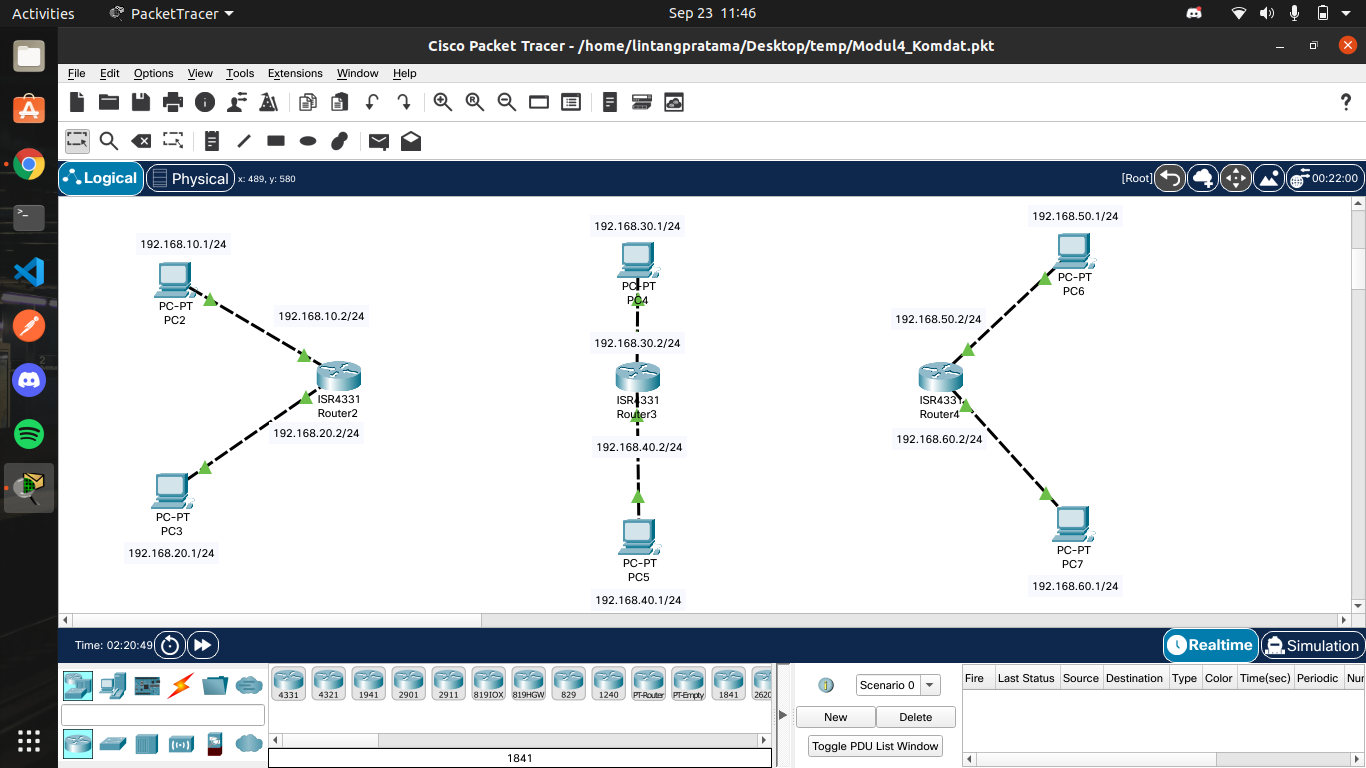 Activities
PacketTracer
Sep 23 11:46
Cisco Packet Tracer - /home/lintangpratama/Desktop/temp/Modul4_Komdat.pkt
File Edit Options View Tools Extensions Window Help
?
Logical
Physical
x: 489, y: 580
[Root]
00:22:00
192.168.10.1/24
PC-PT
PC2
192.168.10.2/24
ISR4331
Router2
192.168.20.2/24
PC-PT
PC3
192.168.20.1/24
192.168.30.1/24
PC-PT
PC4
192.168.30.2/24
ISR4331
Router3
192.168.40.2/24
PC-PT
PC5
192.168.40.1/24
192.168.50.1/24
PC-PT
PC6
192.168.50.2/24
ISR4331
Router4
192.168.60.2/24
PC-PT
PC7
192.168.60.1/24
Time: 02:20:49
Realtime
Simulation
4331 4321 1941 2901 2911 819IOX 819HGW 829 1240 PT-Router PT-Empty 1841 2620
1841
Scenario 0
New
Delete
Toggle PDU List Window
Fire Last Status Source Destination Type Color Time(sec) Periodic Nur